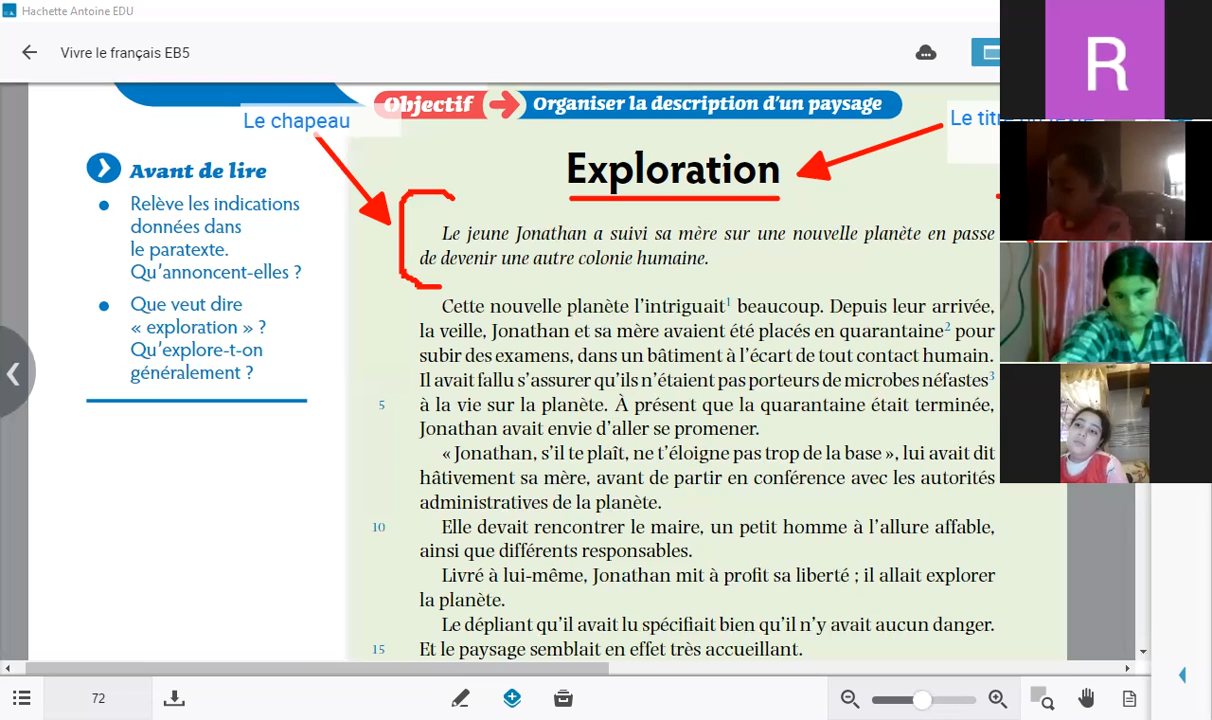 Hachette Antoine EDU
Vivre le français EB5
Objectif Organiser la description d'un paysage
Le chapeau
Le titre
Exploration
Avant de lire
Relève les indications
données dans
le paratexte.
Qu'annoncent-elles ?
Que veut dire
« exploration » ?
Qu'explore-t-on
généralement ?
Le jeune Jonathan a suivi sa mère sur une nouvelle planète en passe
de devenir une autre colonie humaine.
Cette nouvelle planète l'intriguait¹ beaucoup. Depuis leur arrivée,
la veille, Jonathan et sa mère avaient été placés en quarantaine² pour
subir des examens, dans un bâtiment à l'écart de tout contact humain.
Il avait fallu s'assurer qu'ils n'étaient pas porteurs de microbes néfastes³
5 à la vie sur la planète. À présent que la quarantaine était terminée,
Jonathan avait envie d'aller se promener.
« Jonathan, s'il te plaît, ne t'éloigne pas trop de la base », lui avait dit
hâtivement sa mère, avant de partir en conférence avec les autorités
administratives de la planète.
10 Elle devait rencontrer le maire, un petit homme à l'allure affable,
ainsi que différents responsables.
Livré à lui-même, Jonathan mit à profit sa liberté ; il allait explorer
la planète.
Le dépliant qu'il avait lu spécifiait bien qu'il n'y avait aucun danger.
15 Et le paysage semblait en effet très accueillant.
R
72